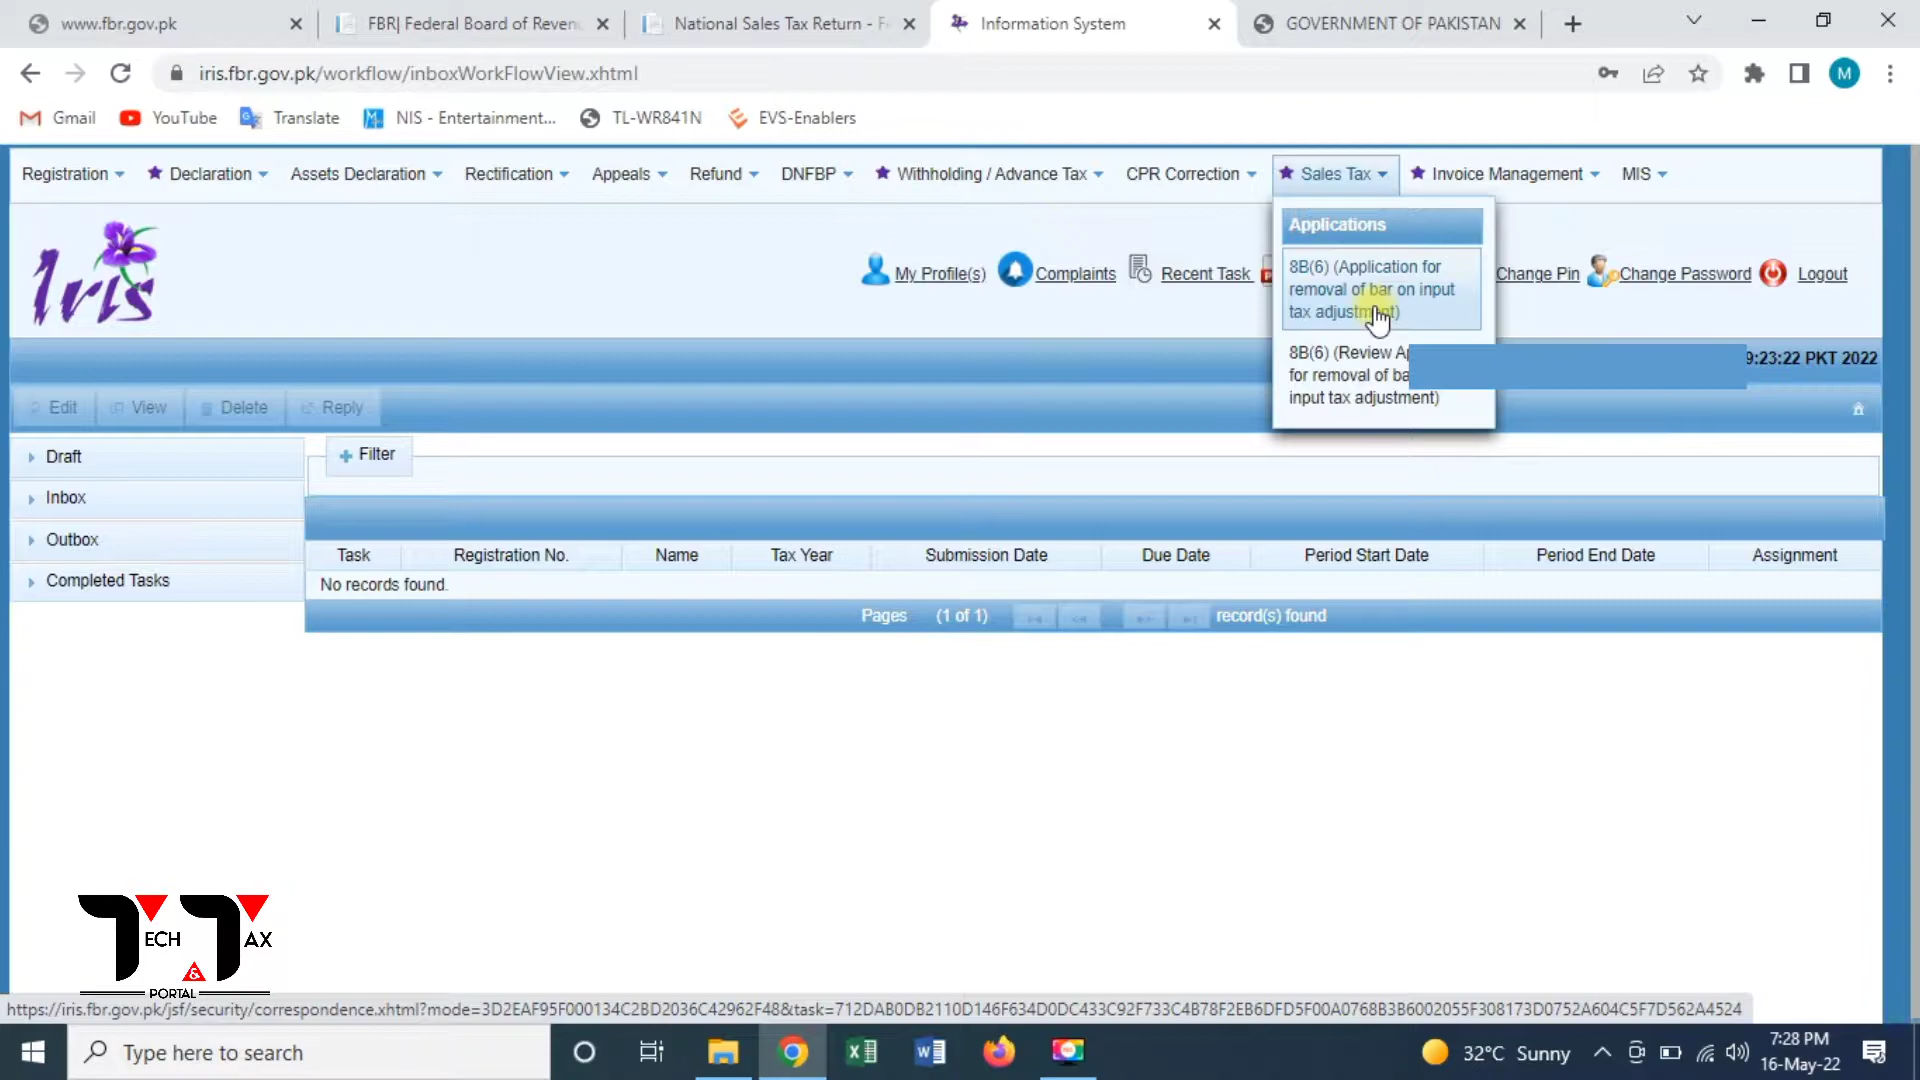 www.fbr.gov.pk
FBR| Federal Board of Reven
National Sales Tax Return - F
Information System
GOVERNMENT OF PAKISTAN
iris.fbr.gov.pk/workflow/inboxWorkFlowView.xhtml
M
Gmail
YouTube
Translate
NIS - Entertainment...
TL-WR841N
EVS-Enablers
Registration
Declaration
Assets Declaration
Rectification
Appeals
Refund
DNFBP
Withholding / Advance Tax
CPR Correction
Sales Tax
Invoice Management
MIS
Iris
My Profile(s)
Complaints
Recent Task
Change Pin
Change Password
Logout
Applications
8B(6) (Application for
removal of bar on input
tax adjustment)
8B(6) (Review Ap
for removal of ba
input tax adjustment)
9:23:22 PKT 2022
Edit
View
Delete
Reply
Draft
Inbox
Outbox
Completed Tasks
Filter
Task
Registration No.
Name
Tax Year
Submission Date
Due Date
Period Start Date
Period End Date
Assignment
No records found.
Pages (1 of 1) record(s) found
TECH & TAX
PORTAL
https://iris.fbr.gov.pk/jsf/security/correspondence.xhtml?mode=3D2EAF95F000134C2BD2036C42962F48&task=712DAB0DB2110D146F634D0DC433C92F733C4B78F2EB6DFD5F00A0768B3B6002055F308173D0752A604C5F7D562A4524
Type here to search
32°C Sunny
7:28 PM
16-May-22